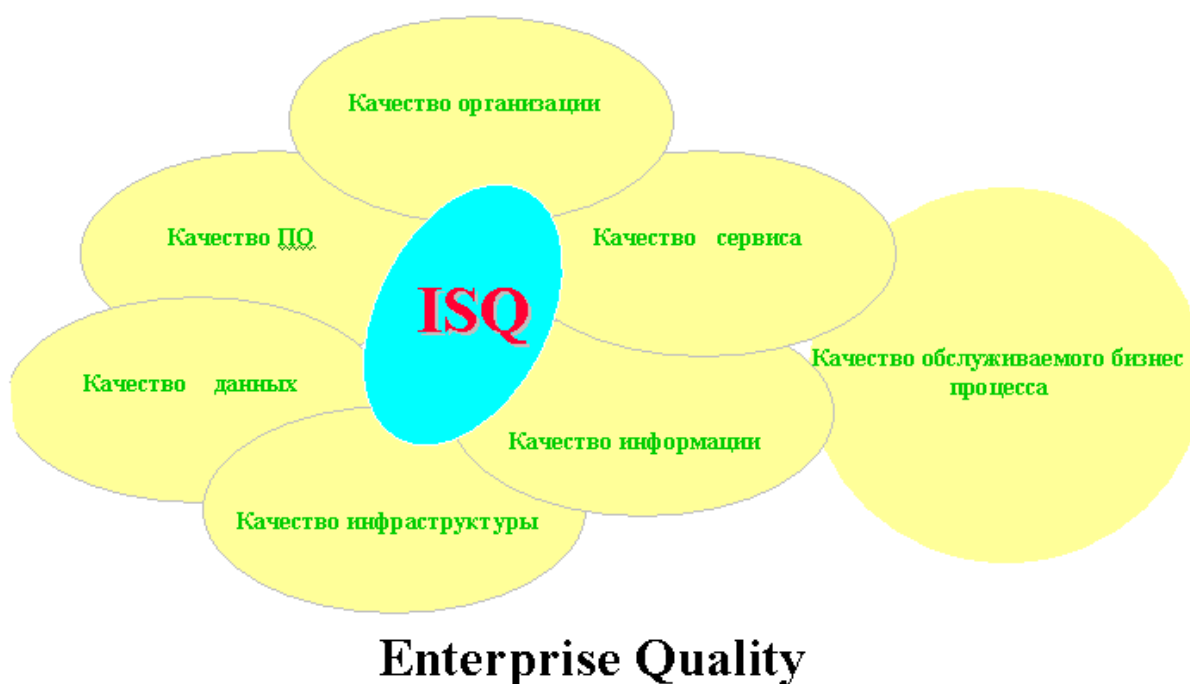 Качество организации
Качество ПО
Качество сервиса
ISQ
Качество обслуживаемого бизнес
процесса
Качество данных
Качество информации
Качество инфраструктуры
Enterprise Quality